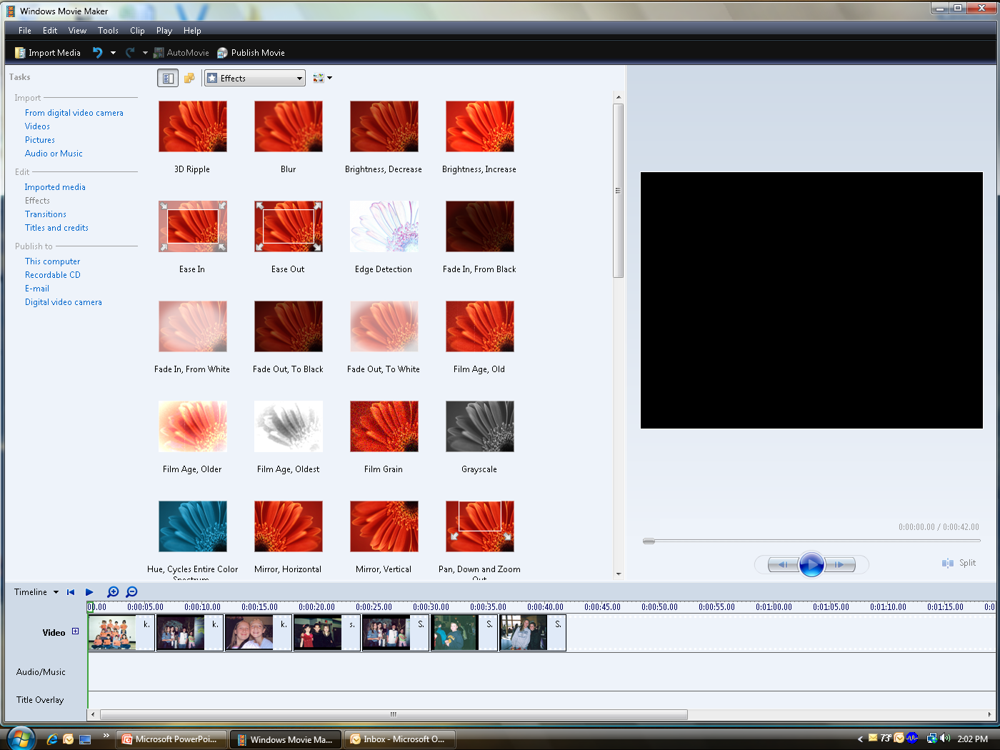 Windows Movie Maker
File Edit View Tools Clip Play Help
Import Media AutoMovie Publish Movie
Tasks
Import
From digital video camera
Videos
Pictures
Audio or Music
Edit
Imported media
Effects
Transitions
Titles and credits
Publish to
This computer
Recordable CD
E-mail
Digital video camera
Effects
3D Ripple Blur Brightness, Decrease Brightness, Increase
Ease In Ease Out Edge Detection Fade In, From Black
Fade In, From White Fade Out, To Black Fade Out, To White Film Age, Old
Film Age, Older Film Age, Oldest Film Grain Grayscale
Hue, Cycles Entire Color Mirror, Horizontal Mirror, Vertical Pan, Down and Zoom
Spectrum Out
0:00:00.00 / 0:00:42.00
Split
Timeline
00.00 0:00:05.00 0:00:10.00 0:00:15.00 0:00:20.00 0:00:25.00 0:00:30.00 0:00:35.00 0:00:40.00 0:00:45.00 0:00:50.00 0:00:55.00 0:01:00.00 0:01:05.00 0:01:10.00 0:01:15.00 0:0
Video k. k. k. s. S. S. S.
Audio/Music
Title Overlay
Microsoft PowerPoi... Windows Movie Ma... Inbox - Microsoft O... 73° 2:02 PM